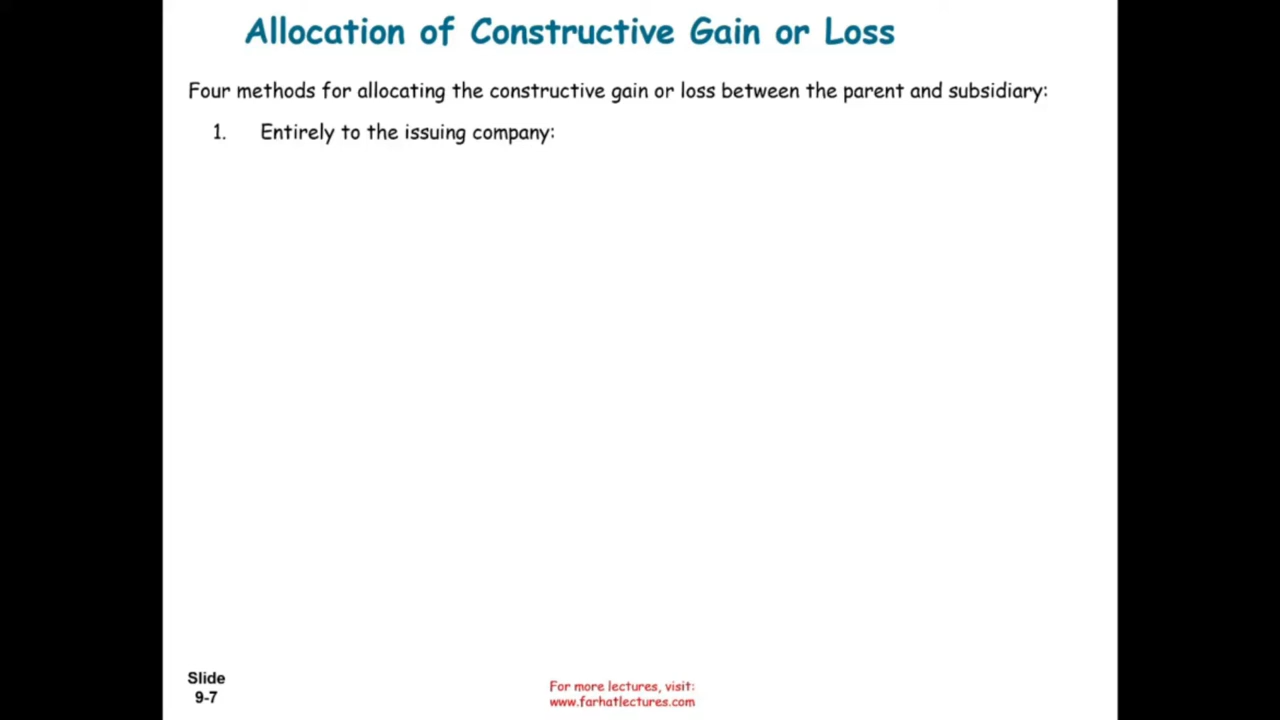 Allocation of Constructive Gain or Loss
Four methods for allocating the constructive gain or loss between the parent and subsidiary:
1. Entirely to the issuing company:
Slide
9-7
For more lectures, visit:
www.farhatlectures.com